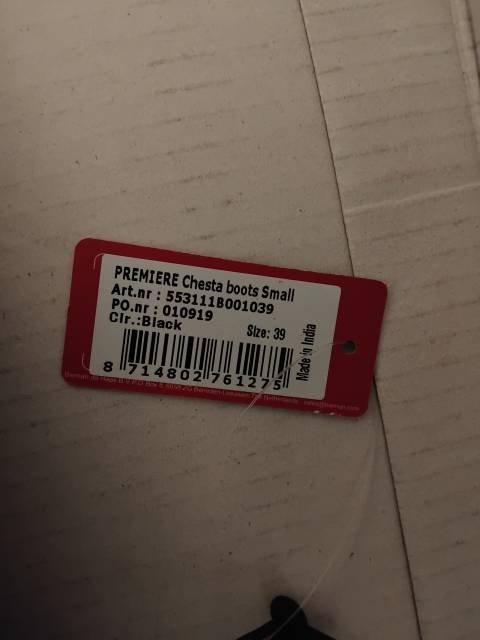 PREMIERE Chesta boots Small
Art.nr : 553111B001039
PO.nr : 010919
Clr.:Black
Size: 39
Made in India
8 714802 761275